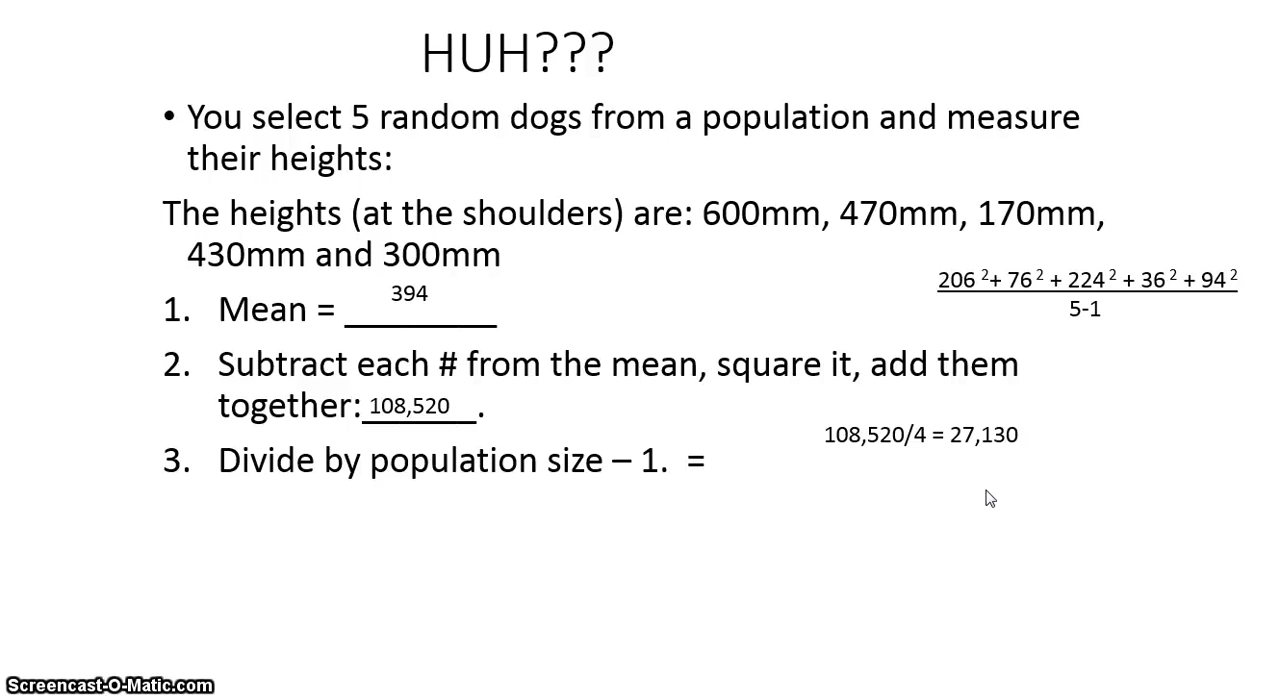 HUH???
• You select 5 random dogs from a population and measure
their heights:
The heights (at the shoulders) are: 600mm, 470mm, 170mm,
430mm and 300mm
206 ²+ 76 ² + 224 ² + 36 ² + 94 ²
5-1
394
1. Mean = ________
2. Subtract each # from the mean, square it, add them
together: 108,520 .
108,520/4 = 27,130
3. Divide by population size – 1. =
Screencast-O-Matic.com